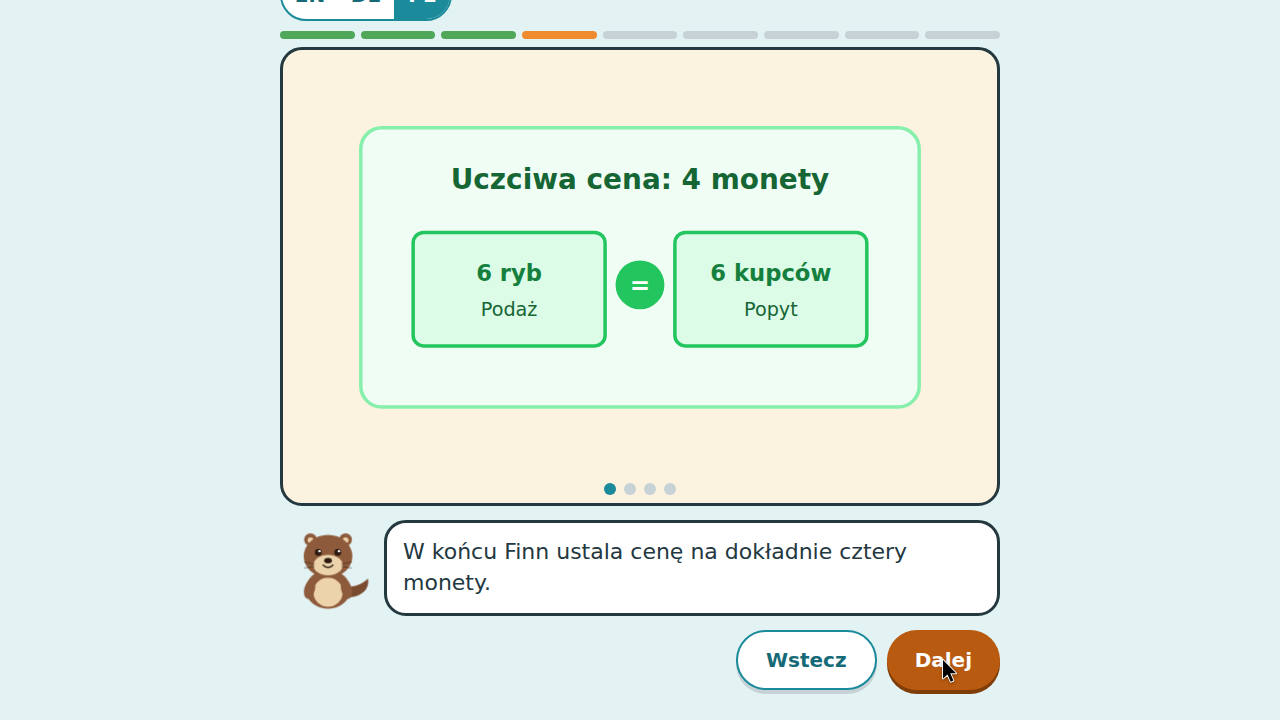 Uczciwa cena: 4 monety
6 ryb
Podaż
=
6 kupców
Popyt
W końcu Finn ustala cenę na dokładnie cztery
monety.
Wstecz
Dalej